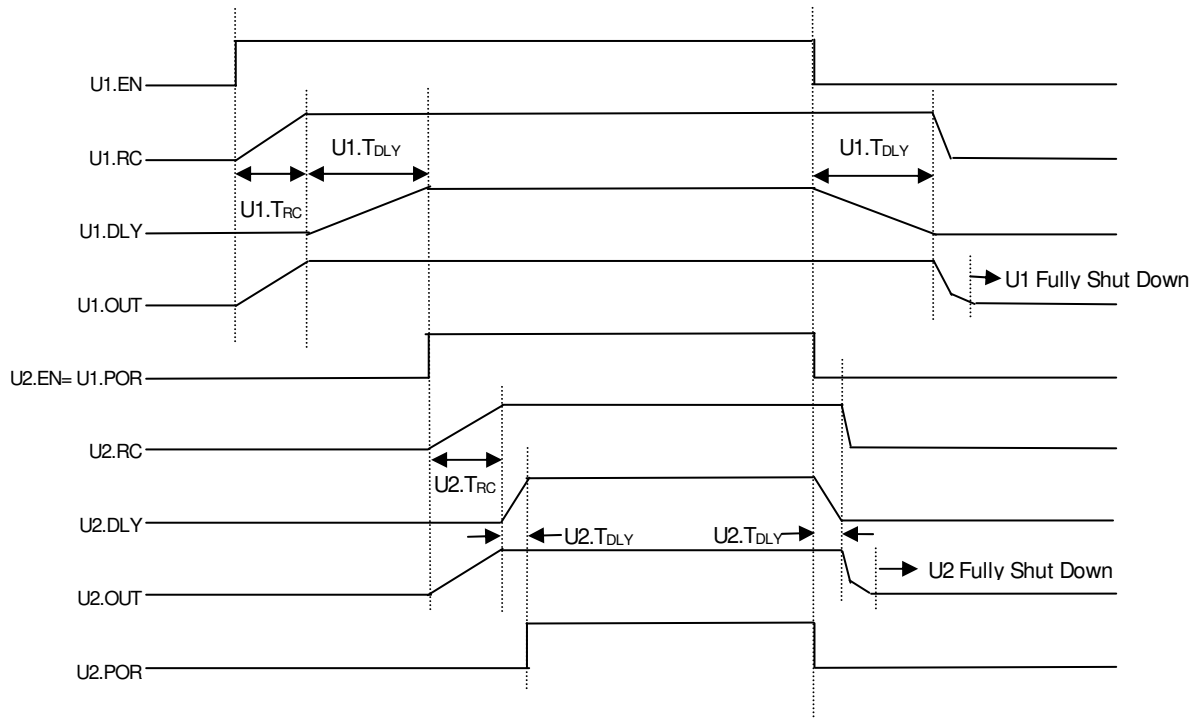 U1.EN
U1.RC
U1.TDLY
U1.TDLY
U1.TRC
U1.DLY
U1.OUT
U1 Fully Shut Down
U2.EN= U1.POR
U2.RC
U2.TRC
U2.DLY
U2.TDLY
U2.TDLY
U2.OUT
U2 Fully Shut Down
U2.POR